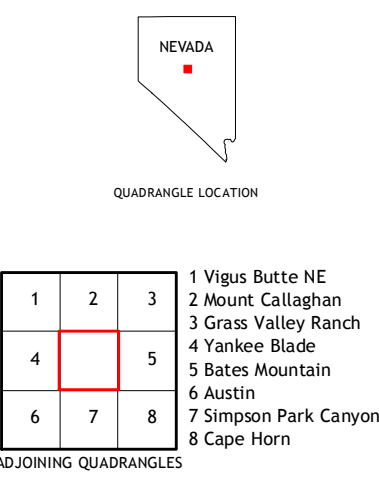 NEVADA
QUADRANGLE LOCATION
1 2 3
4 5
6 7 8
ADJOINING QUADRANGLES
1 Vigus Butte NE
2 Mount Callaghan
3 Grass Valley Ranch
4 Yankee Blade
5 Bates Mountain
6 Austin
7 Simpson Park Canyon
8 Cape Horn